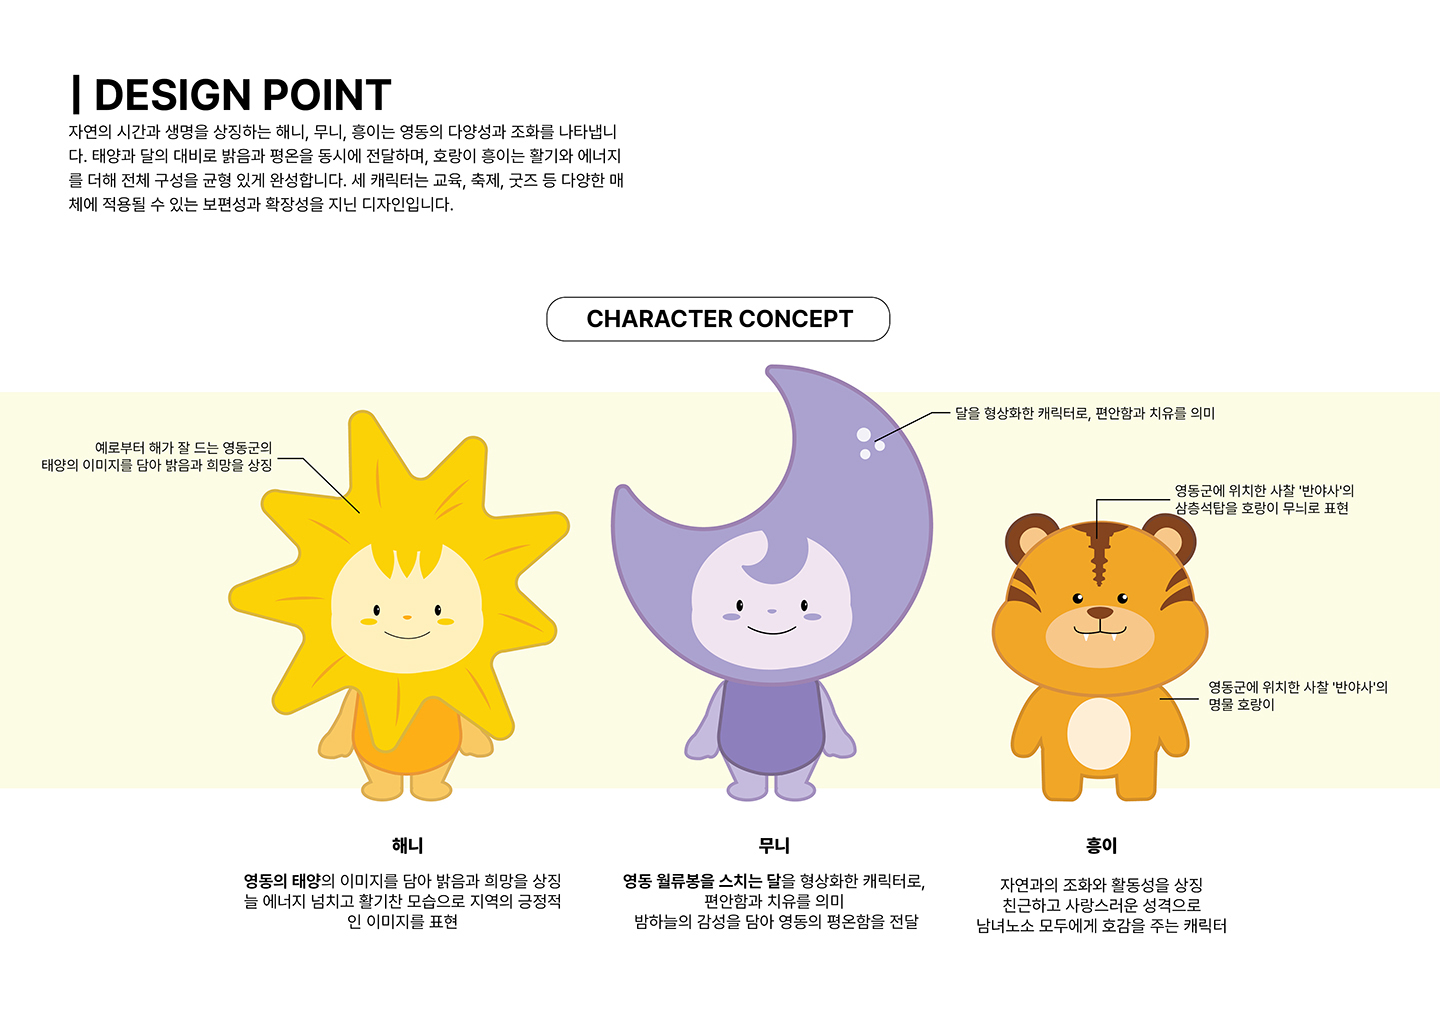 | DESIGN POINT
자연의 시간과 생명을 상징하는 해니, 무니, 흥이는 영동의 다양성과 조화를 나타냅니
다. 태양과 달의 대비로 밝음과 평온을 동시에 전달하며, 호랑이 흥이는 활기와 에너지
를 더해 전체 구성을 균형 있게 완성합니다. 세 캐릭터는 교육, 축제, 굿즈 등 다양한 매
체에 적용될 수 있는 보편성과 확장성을 지닌 디자인입니다.
CHARACTER CONCEPT
예로부터 해가 잘 드는 영동군의
태양의 이미지를 담아 밝음과 희망을 상징
달을 형상화한 캐릭터로, 편안함과 치유를 의미
영동군에 위치한 사찰 '반야사'의
삼층석탑을 호랑이 무늬로 표현
영동군에 위치한 사찰 '반야사'의
명물 호랑이
해니
영동의 태양의 이미지를 담아 밝음과 희망을 상징
늘 에너지 넘치고 활기찬 모습으로 지역의 긍정적
인 이미지를 표현
무니
영동 월류봉을 스치는 달을 형상화한 캐릭터로,
편안함과 치유를 의미
밤하늘의 감성을 담아 영동의 평온함을 전달
흥이
자연과의 조화와 활동성을 상징
친근하고 사랑스러운 성격으로
남녀노소 모두에게 호감을 주는 캐릭터